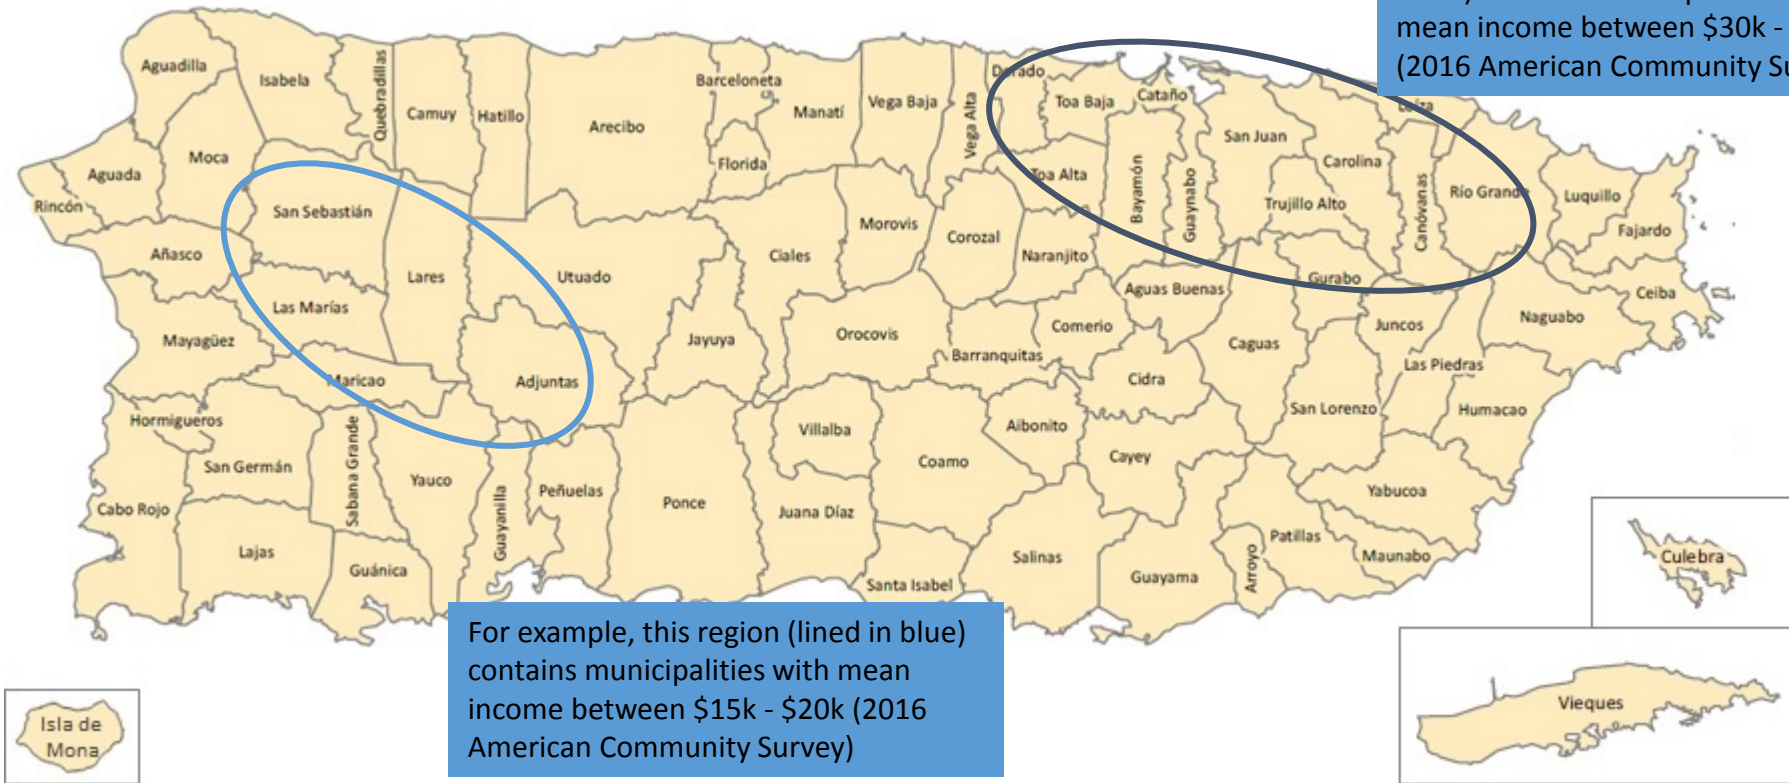 mean income between $30k -
(2016 American Community Su
Aguadilla
Isabela
Quebradillas
Camuy
Hatillo
Arecibo
Barceloneta
Manatí
Vega Baja
Vega Alta
Dorado
Toa Baja
Cataño
San Juan
Carolina
Loíza
Canóvanas
Río Grande
Luquillo
Fajardo
Ceiba
Moca
Aguada
Rincón
San Sebastián
Florida
Toa Alta
Bayamón
Guaynabo
Trujillo Alto
Añasco
Lares
Utuado
Ciales
Morovis
Corozal
Naranjito
Gurabo
Aguas Buenas
Las Marías
Mayagüez
Maricao
Adjuntas
Jayuya
Orocovis
Barranquitas
Comerio
Caguas
Juncos
Las Piedras
Naguabo
Hormigueros
Cidra
San Lorenzo
Humacao
San Germán
Sabana Grande
Yauco
Guayanilla
Peñuelas
Ponce
Villalba
Juana Díaz
Coamo
Aibonito
Cayey
Yabucoa
Cabo Rojo
Lajas
Guánica
Santa Isabel
Salinas
Guayama
Arroyo
Patillas
Maunabo
Culebra
Vieques
Isla de
Mona
For example, this region (lined in blue)
contains municipalities with mean
income between $15k - $20k (2016
American Community Survey)